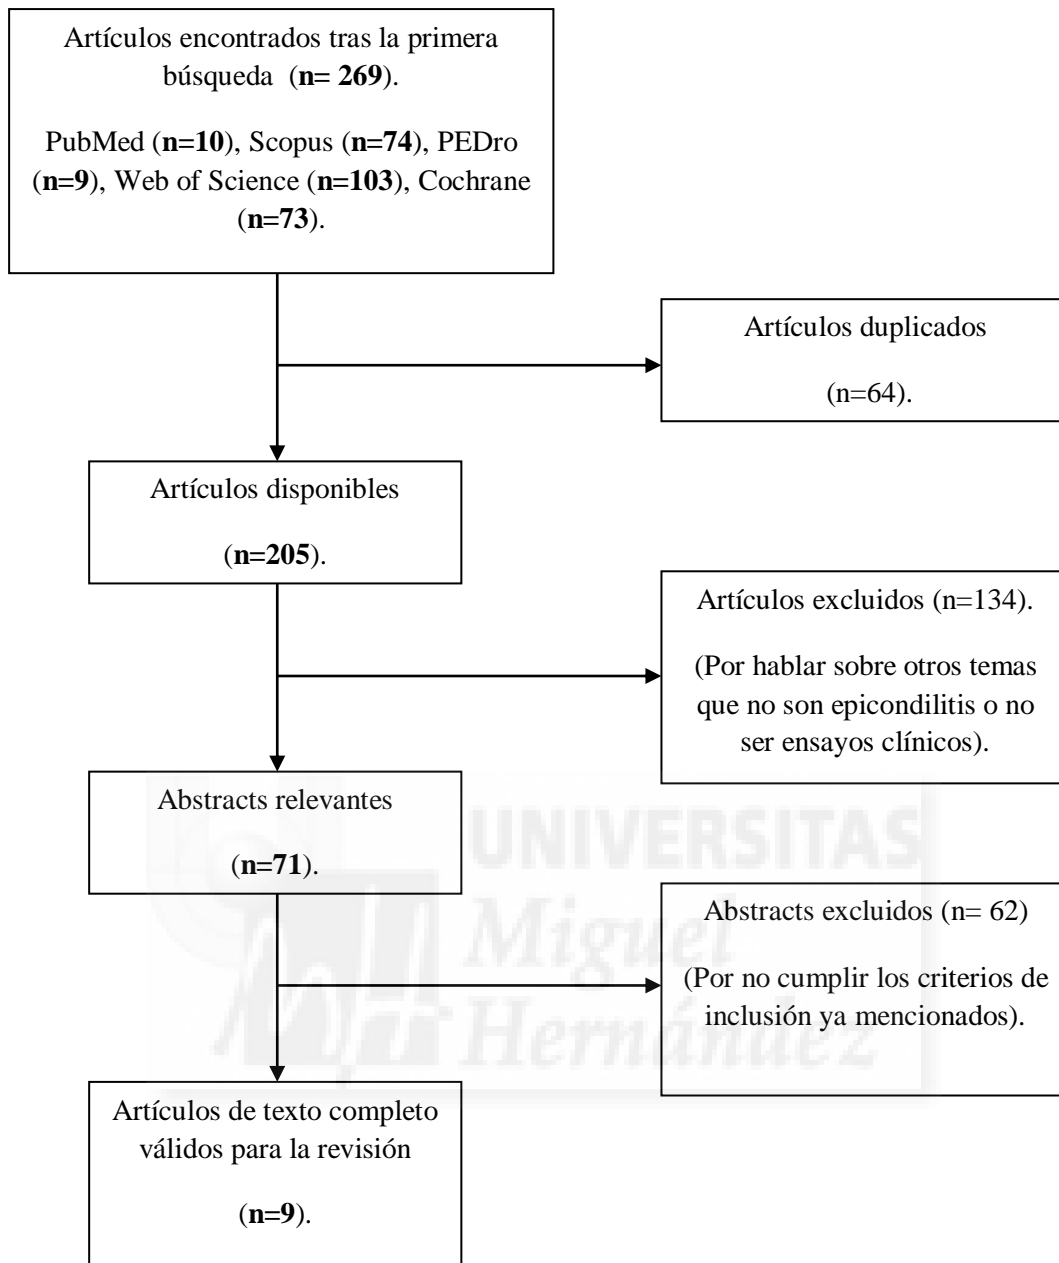 Artículos encontrados tras la primera
búsqueda (n= 269).
PubMed (n=10), Scopus (n=74), PEDro
(n=9), Web of Science (n=103), Cochrane
(n=73).
Artículos duplicados
(n=64).
Artículos disponibles
(n=205).
Artículos excluidos (n=134).
(Por hablar sobre otros temas
que no son epicondilitis o no
ser ensayos clínicos).
Abstracts relevantes
(n=71).
UNIVERSITAS
Miguel
Hernández
Abstracts excluidos (n= 62)
(Por no cumplir los criterios de
inclusión ya mencionados).
Artículos de texto completo
válidos para la revisión
(n=9).